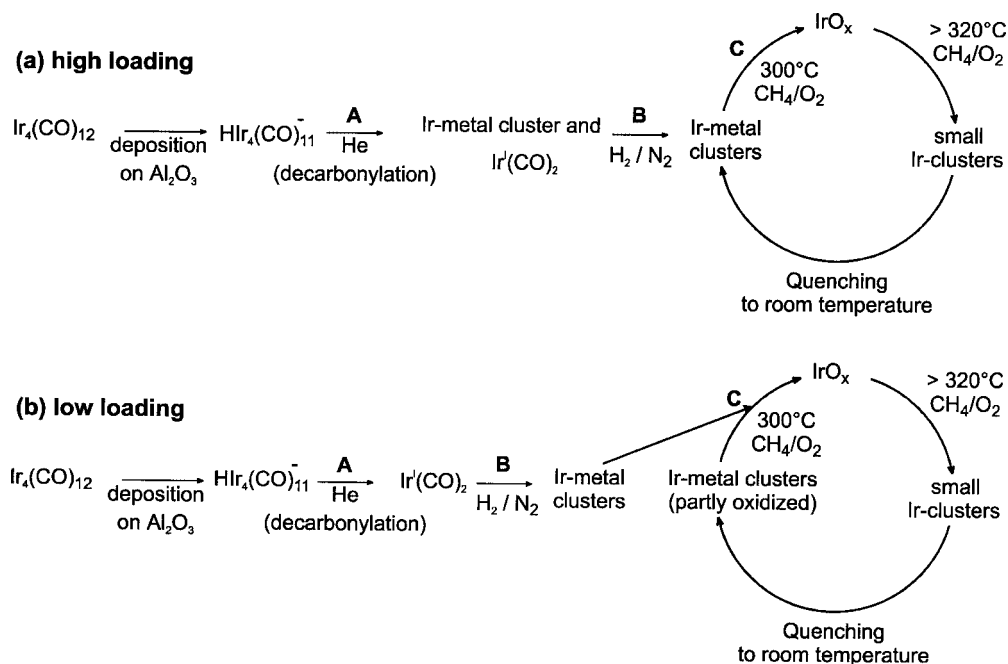 (a) high loading
Ir₄(CO)₁₂
deposition
on Al₂O₃
HIr₄(CO)₁₁⁻
A
He
(decarbonylation)
Ir-metal cluster and
Irᴵ(CO)₂
B
H₂ / N₂
Ir-metal
clusters
C
300°C
CH₄/O₂
IrOₓ
> 320°C
CH₄/O₂
small
Ir-clusters
Quenching
to room temperature
(b) low loading
Ir₄(CO)₁₂
deposition
on Al₂O₃
HIr₄(CO)₁₁⁻
A
He
(decarbonylation)
Irᴵ(CO)₂
B
H₂ / N₂
Ir-metal
clusters
Ir-metal clusters
(partly oxidized)
C
300°C
CH₄/O₂
IrOₓ
> 320°C
CH₄/O₂
small
Ir-clusters
Quenching
to room temperature